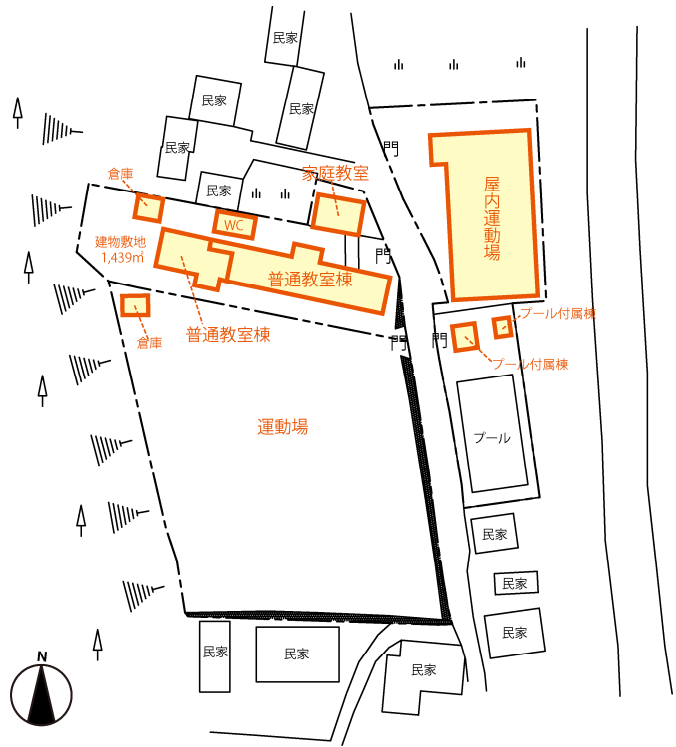 民家
民家
民家
民家
門
家庭教室
倉庫
屋内運動場
民家
WC
建物敷地
1,439㎡
門
普通教室棟
プール付属棟
普通教室棟
倉庫
門
門
プール付属棟
運動場
プール
民家
民家
民家
民家
民家
民家
N